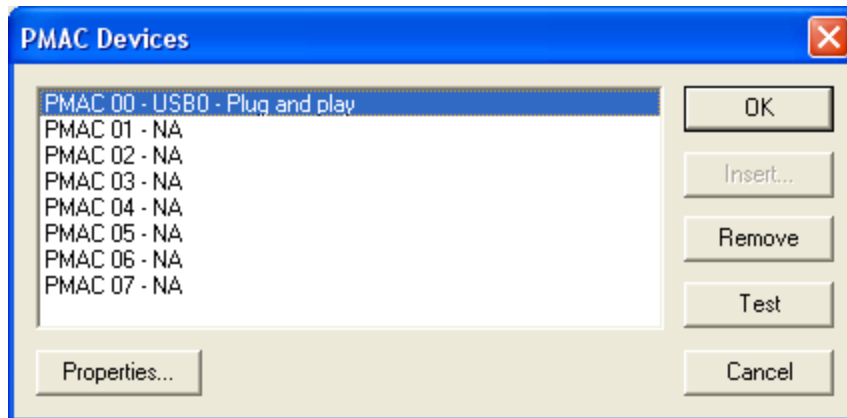 PMAC Devices
PMAC 00 - USB0 - Plug and play
PMAC 01 - NA
PMAC 02 - NA
PMAC 03 - NA
PMAC 04 - NA
PMAC 05 - NA
PMAC 06 - NA
PMAC 07 - NA
OK
Insert...
Remove
Test
Properties...
Cancel